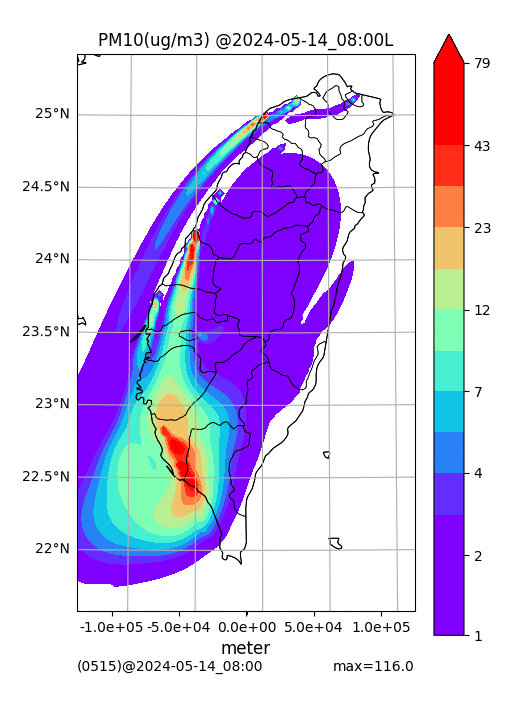 PM10(ug/m3) @2024-05-14_08:00L
79
43
23
12
7
4
2
1
25°N
24.5°N
24°N
23.5°N
23°N
22.5°N
22°N
-1.0e+05 -5.0e+04 0.0e+00 5.0e+04 1.0e+05
meter
(0515)@2024-05-14_08:00 max=116.0